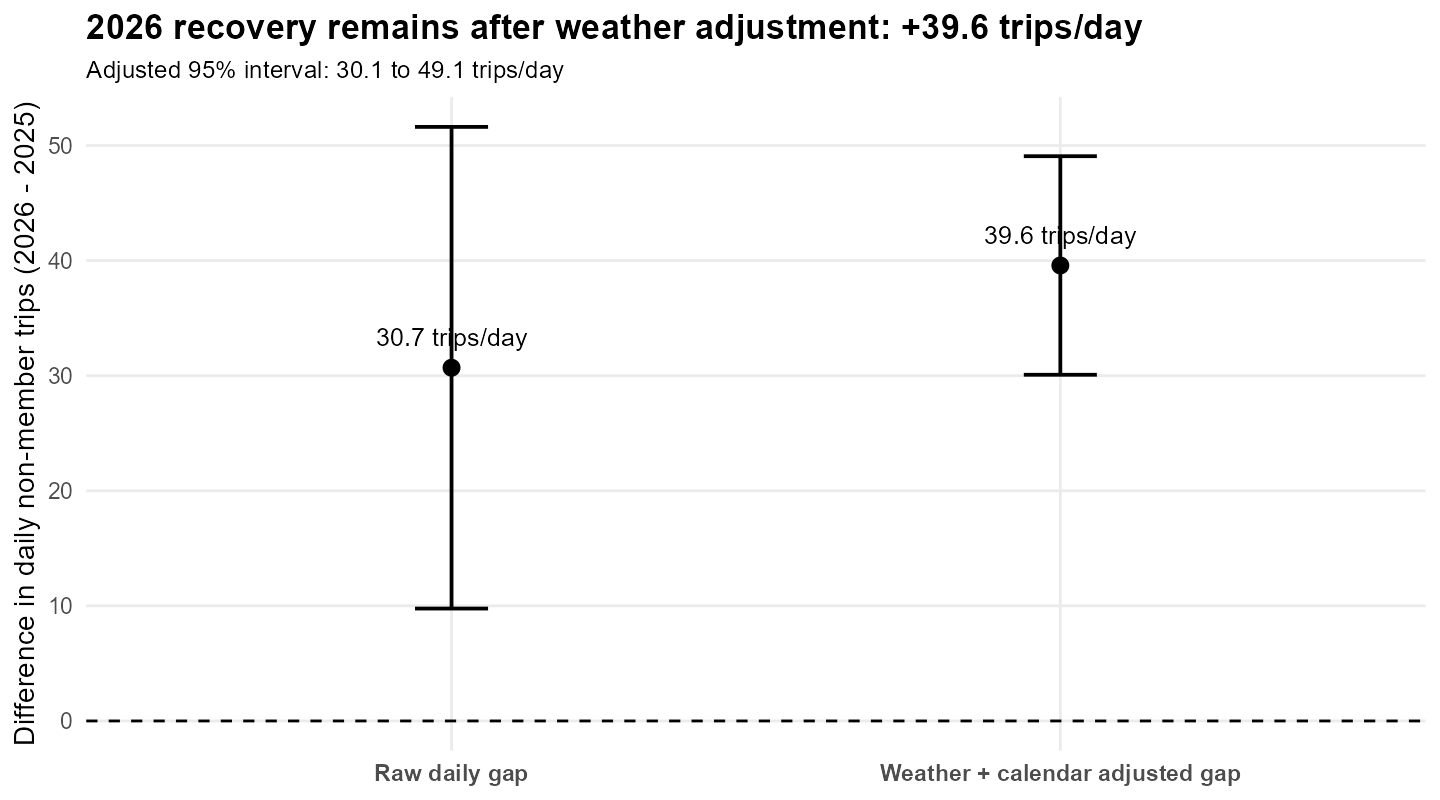 2026 recovery remains after weather adjustment: +39.6 trips/day
Adjusted 95% interval: 30.1 to 49.1 trips/day
Difference in daily non-member trips (2026 - 2025)
50
40
30
20
10
0
30.7 trips/day
39.6 trips/day
Raw daily gap
Weather + calendar adjusted gap